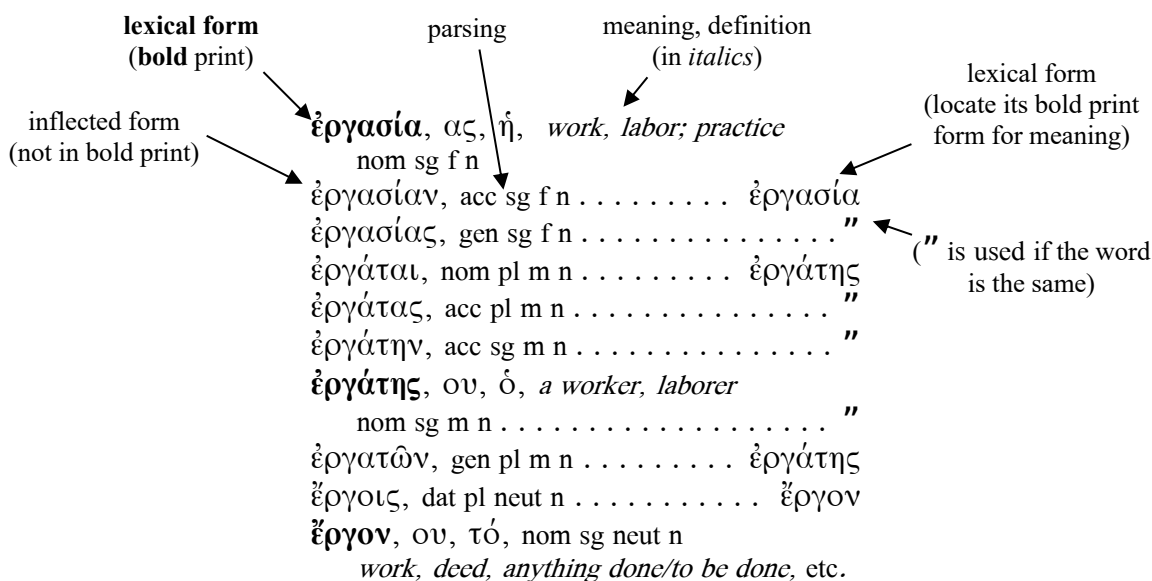 lexical form
(bold print)
parsing
meaning, definition
(in italics)
lexical form
(locate its bold print
form for meaning)
inflected form
(not in bold print)
ἐργασία, ας, ἡ, work, labor; practice
nom sg f n
ἐργασίαν, acc sg f n . . . . . . . . . ἐργασία
ἐργασίας, gen sg f n . . . . . . . . . . . . . . . "
ἐργάται, nom pl m n . . . . . . . . . ἐργάτης
ἐργάτας, acc pl m n . . . . . . . . . . . . . . . "
ἐργάτην, acc sg m n . . . . . . . . . . . . . . . "
ἐργάτης, ου, ὁ, a worker, laborer
nom sg m n . . . . . . . . . . . . . . . . . . . "
ἐργατῶν, gen pl m n . . . . . . . . . ἐργάτης
ἔργοις, dat pl neut n . . . . . . . . . . . ἔργον
ἔργον, ου, τό, nom sg neut n
work, deed, anything done/to be done, etc.
(" is used if the word
is the same)